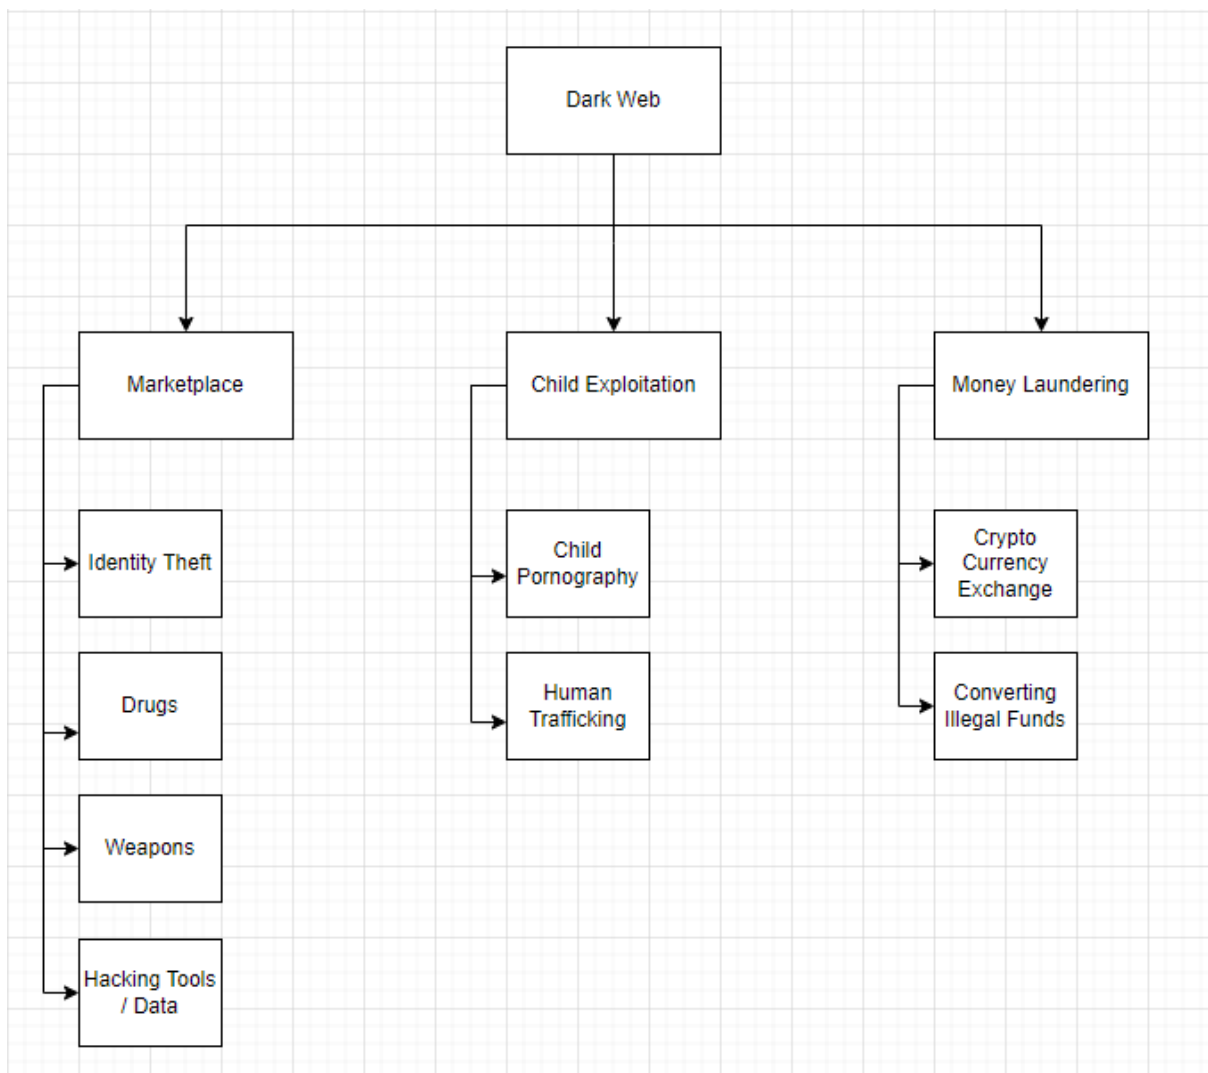 Dark Web
Marketplace
Child Exploitation
Money Laundering
Identity Theft
Child
Pornography
Crypto
Currency
Exchange
Drugs
Human
Trafficking
Converting
Illegal Funds
Weapons
Hacking Tools
/ Data